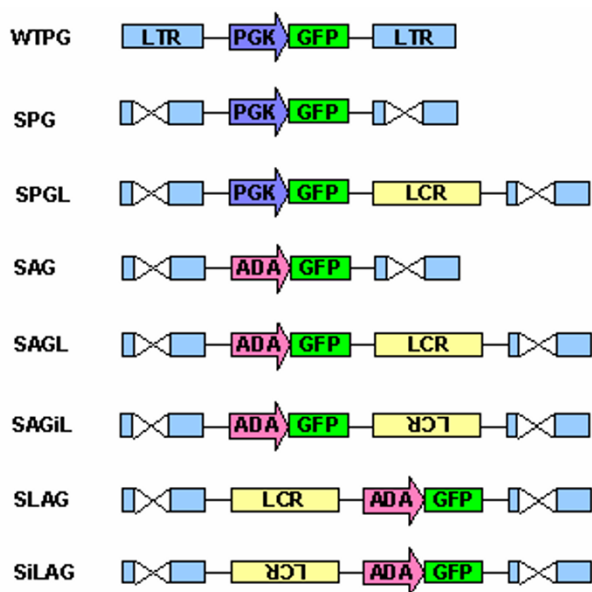 WTPG LTR PGK GFP LTR
SPG PGK GFP
SPGL PGK GFP LCR
SAG ADA GFP
SAGL ADA GFP LCR
SAGiL ADA GFP LCR
SLAG LCR ADA GFP
SiLAG LCR ADA GFP